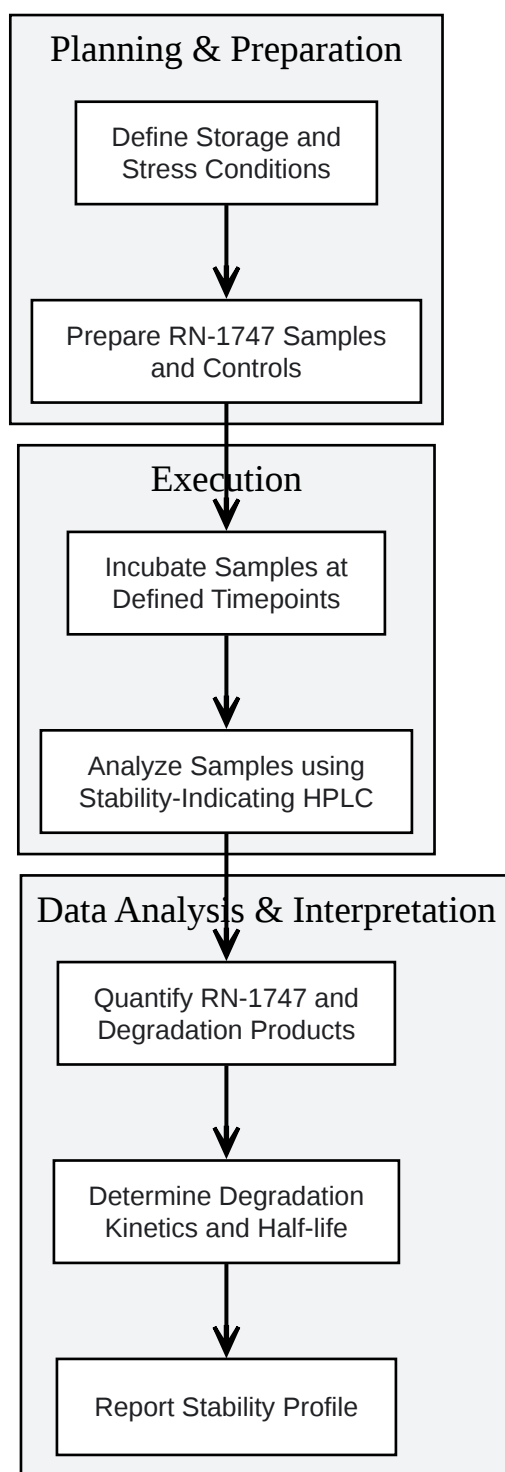 Planning & Preparation
Define Storage and
Stress Conditions
Prepare RN-1747 Samples
and Controls
Execution
Incubate Samples at
Defined Timepoints
Analyze Samples using
Stability-Indicating HPLC
Data Analysis & Interpretation
Quantify RN-1747 and
Degradation Products
Determine Degradation
Kinetics and Half-life
Report Stability Profile